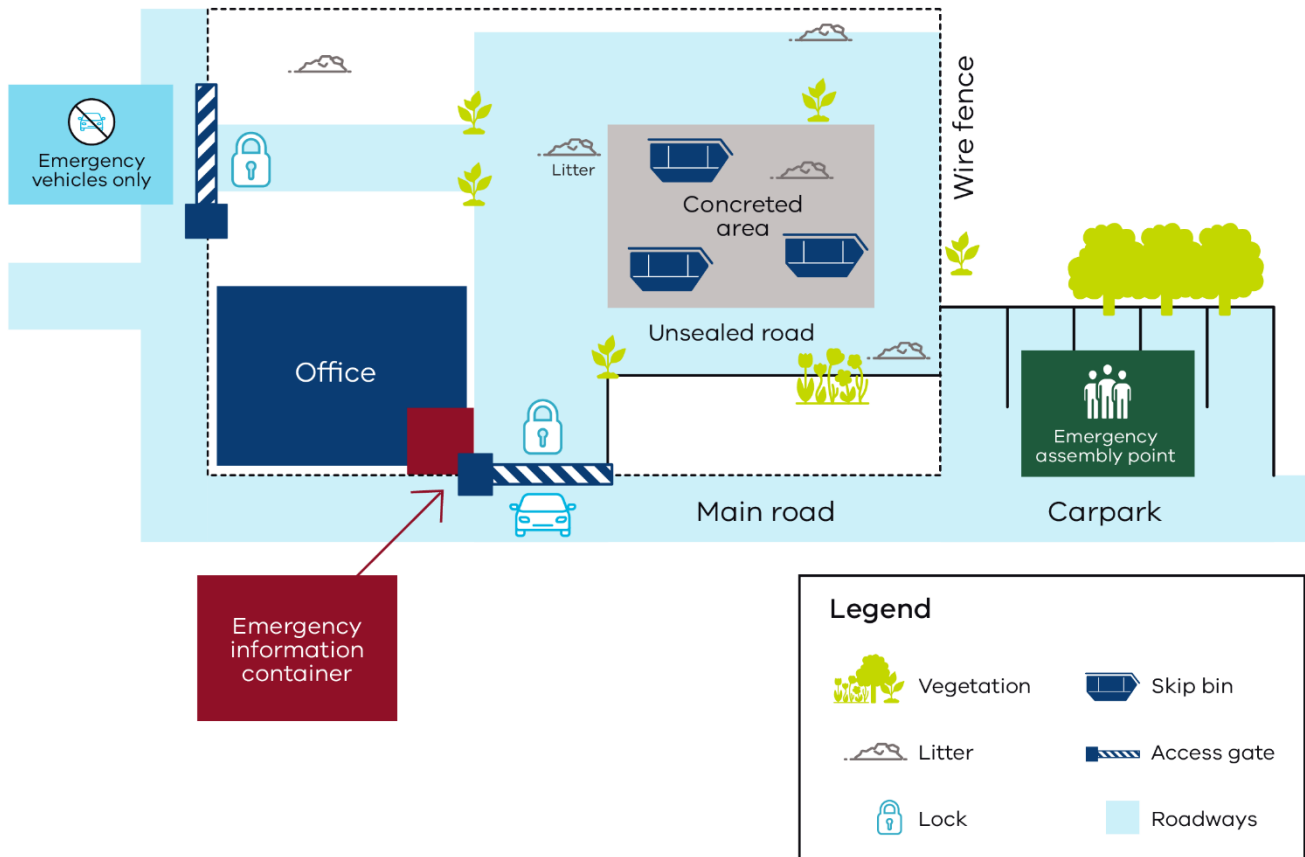 Emergency
vehicles only
Litter
Concreted
area
Wire fence
Unsealed road
Office
Emergency
assembly point
Main road
Carpark
Emergency
information
container
Legend
Vegetation
Skip bin
Litter
Access gate
Lock
Roadways